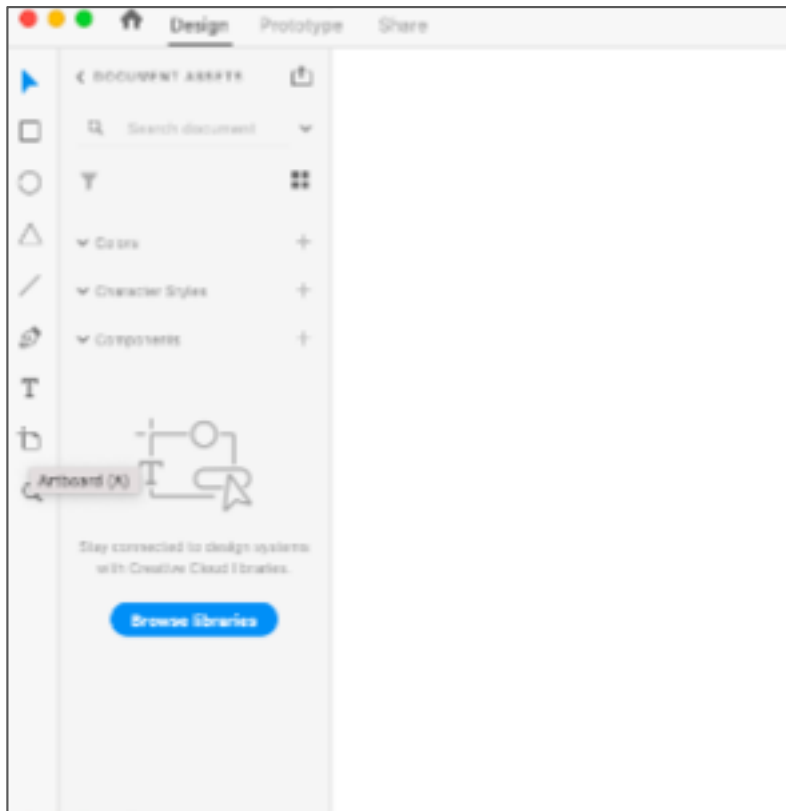 Design Prototype Share
DOCUMENT ASSETS
Search document
Colors
Character Styles
Components
T
Artboard (A)
T
Stay connected to design systems
with Creative Cloud libraries.
Browse libraries